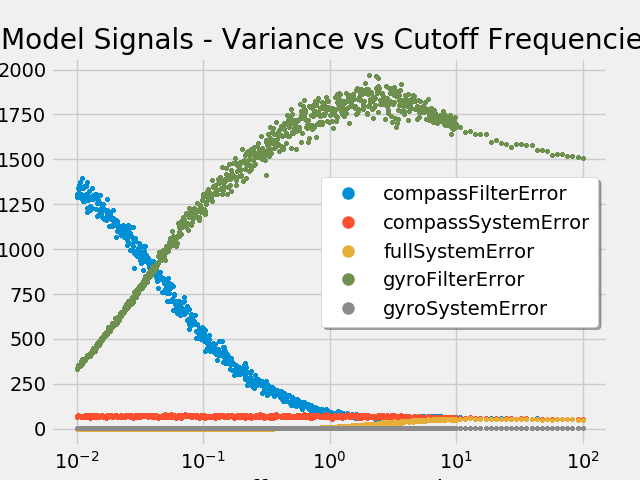 Model Signals - Variance vs Cutoff Frequencie
2000
1750
1500
1250
1000
750
500
250
0
compassFilterError
compassSystemError
fullSystemError
gyroFilterError
gyroSystemError
10⁻² 10⁻¹ 10⁰ 10¹ 10²